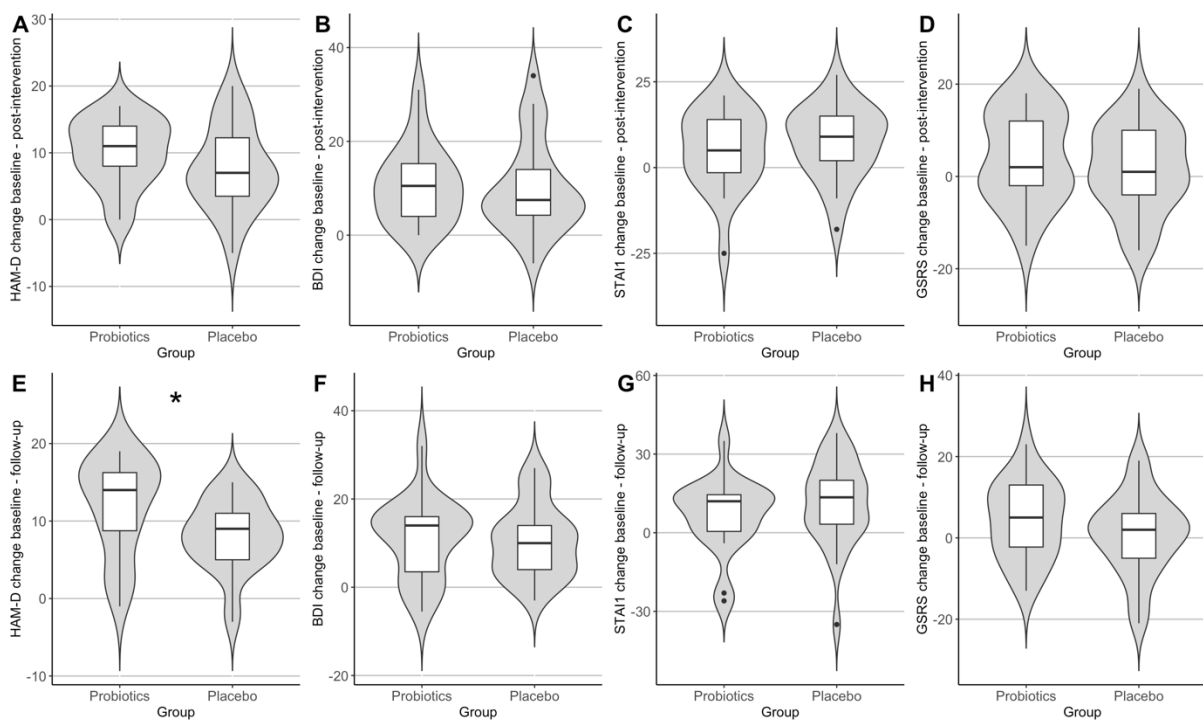 A
HAM-D change baseline - post-intervention
30
20
10
0
-10
Probiotics
Placebo
Group
B
BDI change baseline - post-intervention
40
20
0
Probiotics
Placebo
Group
C
STAI1 change baseline - post-intervention
25
0
-25
Probiotics
Placebo
Group
D
GSRS change baseline - post-intervention
20
0
-20
Probiotics
Placebo
Group
E
*
HAM-D change baseline - follow-up
20
10
0
-10
Probiotics
Placebo
Group
F
BDI change baseline - follow-up
40
20
0
-20
Probiotics
Placebo
Group
G
STAI1 change baseline - follow-up
60
30
0
-30
Probiotics
Placebo
Group
H
GSRS change baseline - follow-up
40
20
0
-20
Probiotics
Placebo
Group